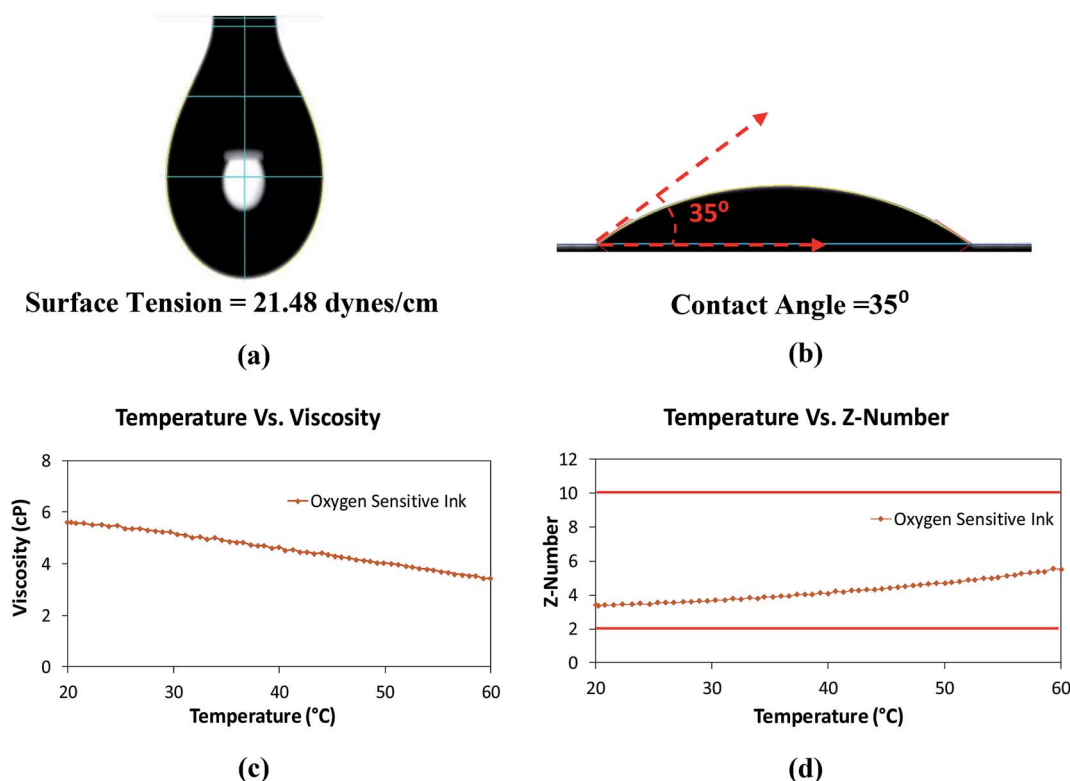 35⁰
Surface Tension = 21.48 dynes/cm
Contact Angle =35⁰
(a)
(b)
Temperature Vs. Viscosity
8
6
4
2
0
Viscosity (cP)
Oxygen Sensitive Ink
20
30
40
50
60
Temperature (°C)
(c)
Temperature Vs. Z-Number
12
10
8
6
4
2
0
Z-Number
Oxygen Sensitive Ink
20
30
40
50
60
Temperature (°C)
(d)